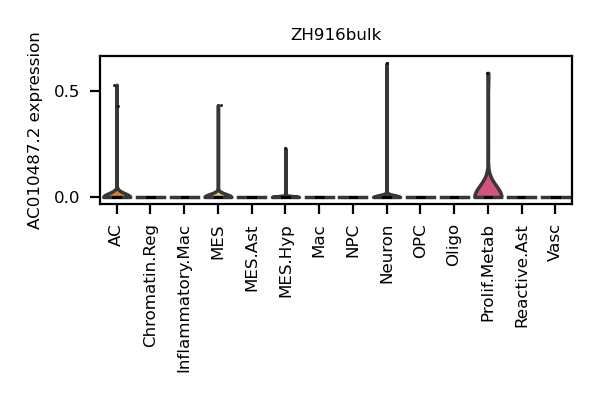 ZH916bulk
AC010487.2 expression
0.5
0.0
AC
Chromatin.Reg
Inflammatory.Mac
MES
MES.Ast
MES.Hyp
Mac
NPC
Neuron
OPC
Oligo
Prolif.Metab
Reactive.Ast
Vasc